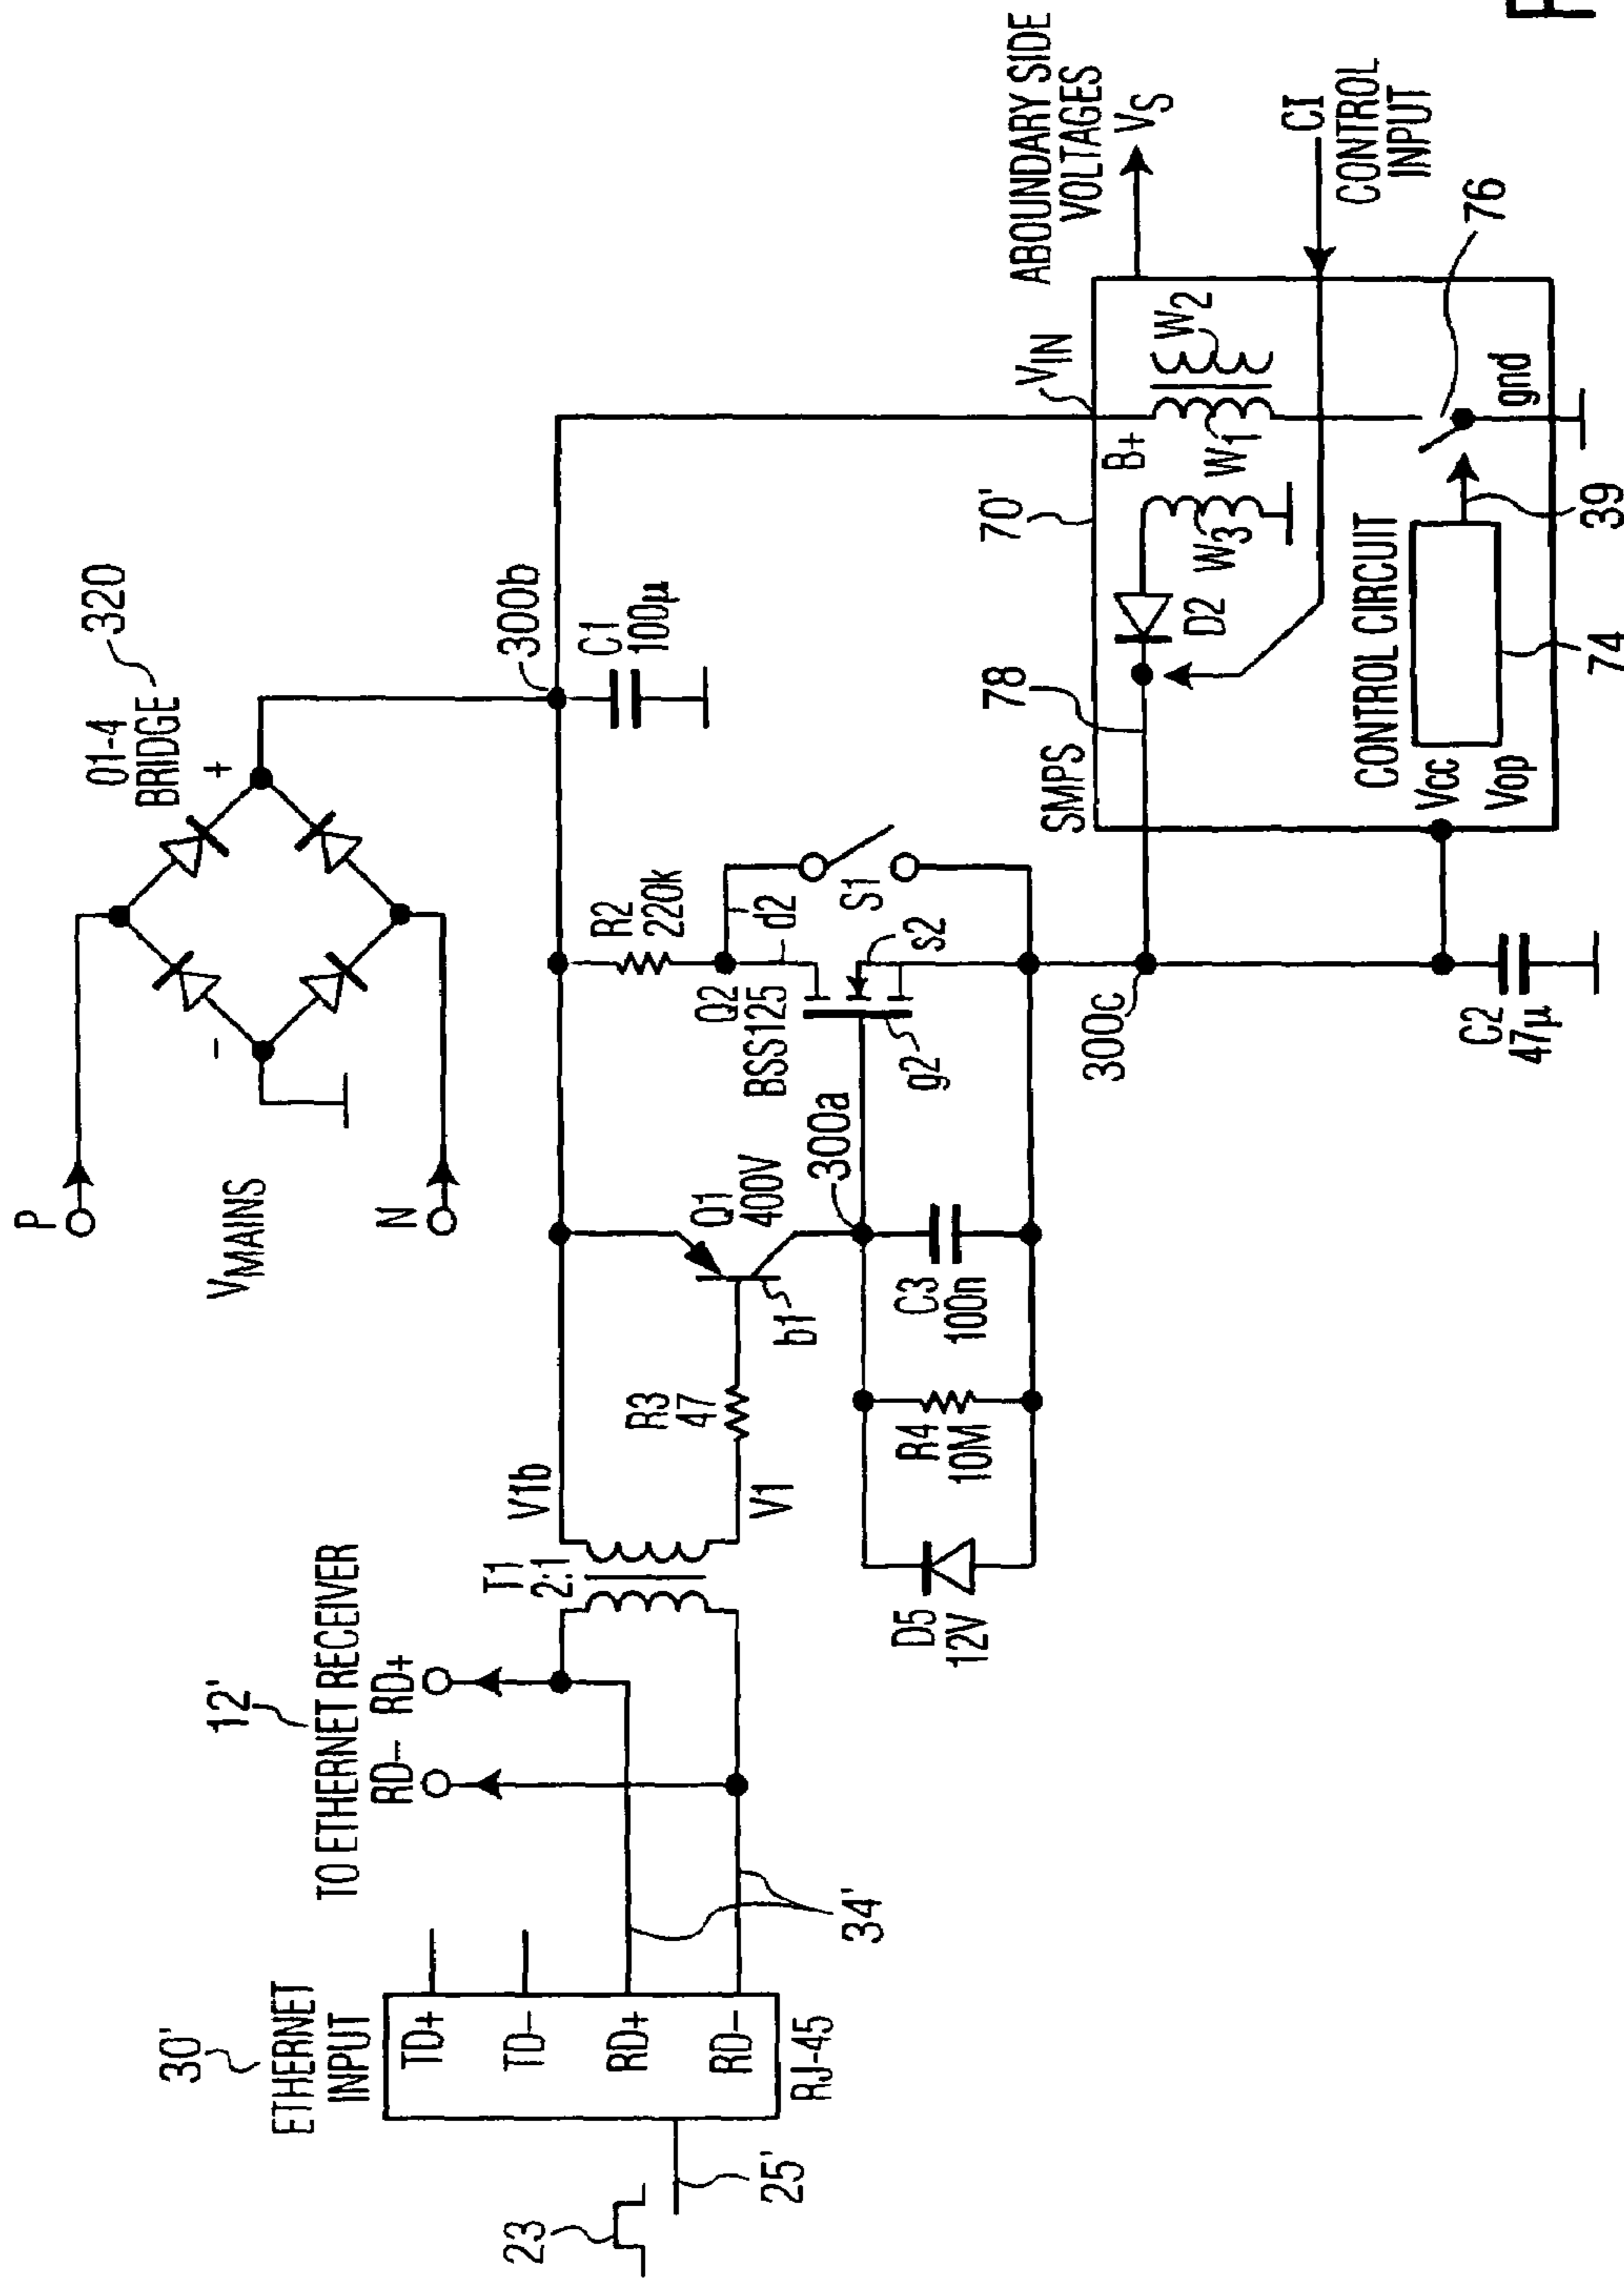 P
VMAINS
N
01-4
BRIDGE
320
+
-
300b
C1
100µ
23
25'
30'
ETHERNET
INPUT
TD+
TD-
RD+
RD-
RJ-45
34'
12'
TO ETHERNET RECEIVER
RD- RD+
T1
2:1
V1b
V1
R3
47
b1
Q1
400V
300a
D5
12V
R4
10M
C3
100n
R2
220k
d2
S1
Q2
BSS125
g2
s2
300c
C2
47µ
SMPS
78
70'
B+
VIN
D2
W3
W1
W2
CONTROL CIRCUIT
Vcc
Vop
74
39
76
gnd
ABOUNDARY SIDE
VOLTAGES
VS
CI
CONTROL
INPUT